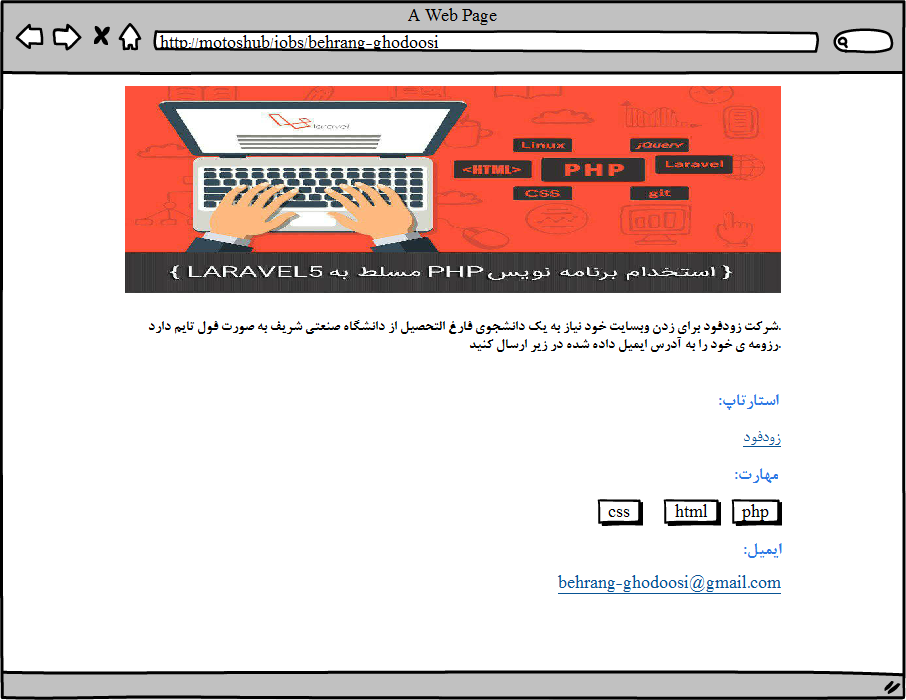 A Web Page
http://motoshub/jobs/behrang-ghodoosi
laravel
Linux
jQuery
<HTML>
PHP
Laravel
CSS
git
{ استخدام برنامه نویس PHP مسلط به LARAVEL5 }
شرکت زودفود برای زدن وبسایت خود نیاز به یک دانشجوی فارغ التحصیل از دانشگاه صنعتی شریف به صورت فول تایم دارد.
رزومه ی خود را به آدرس ایمیل داده شده در زیر ارسال کنید.
استارتاپ:
زودفود
مهارت:
php
html
css
ایمیل:
behrang-ghodoosi@gmail.com